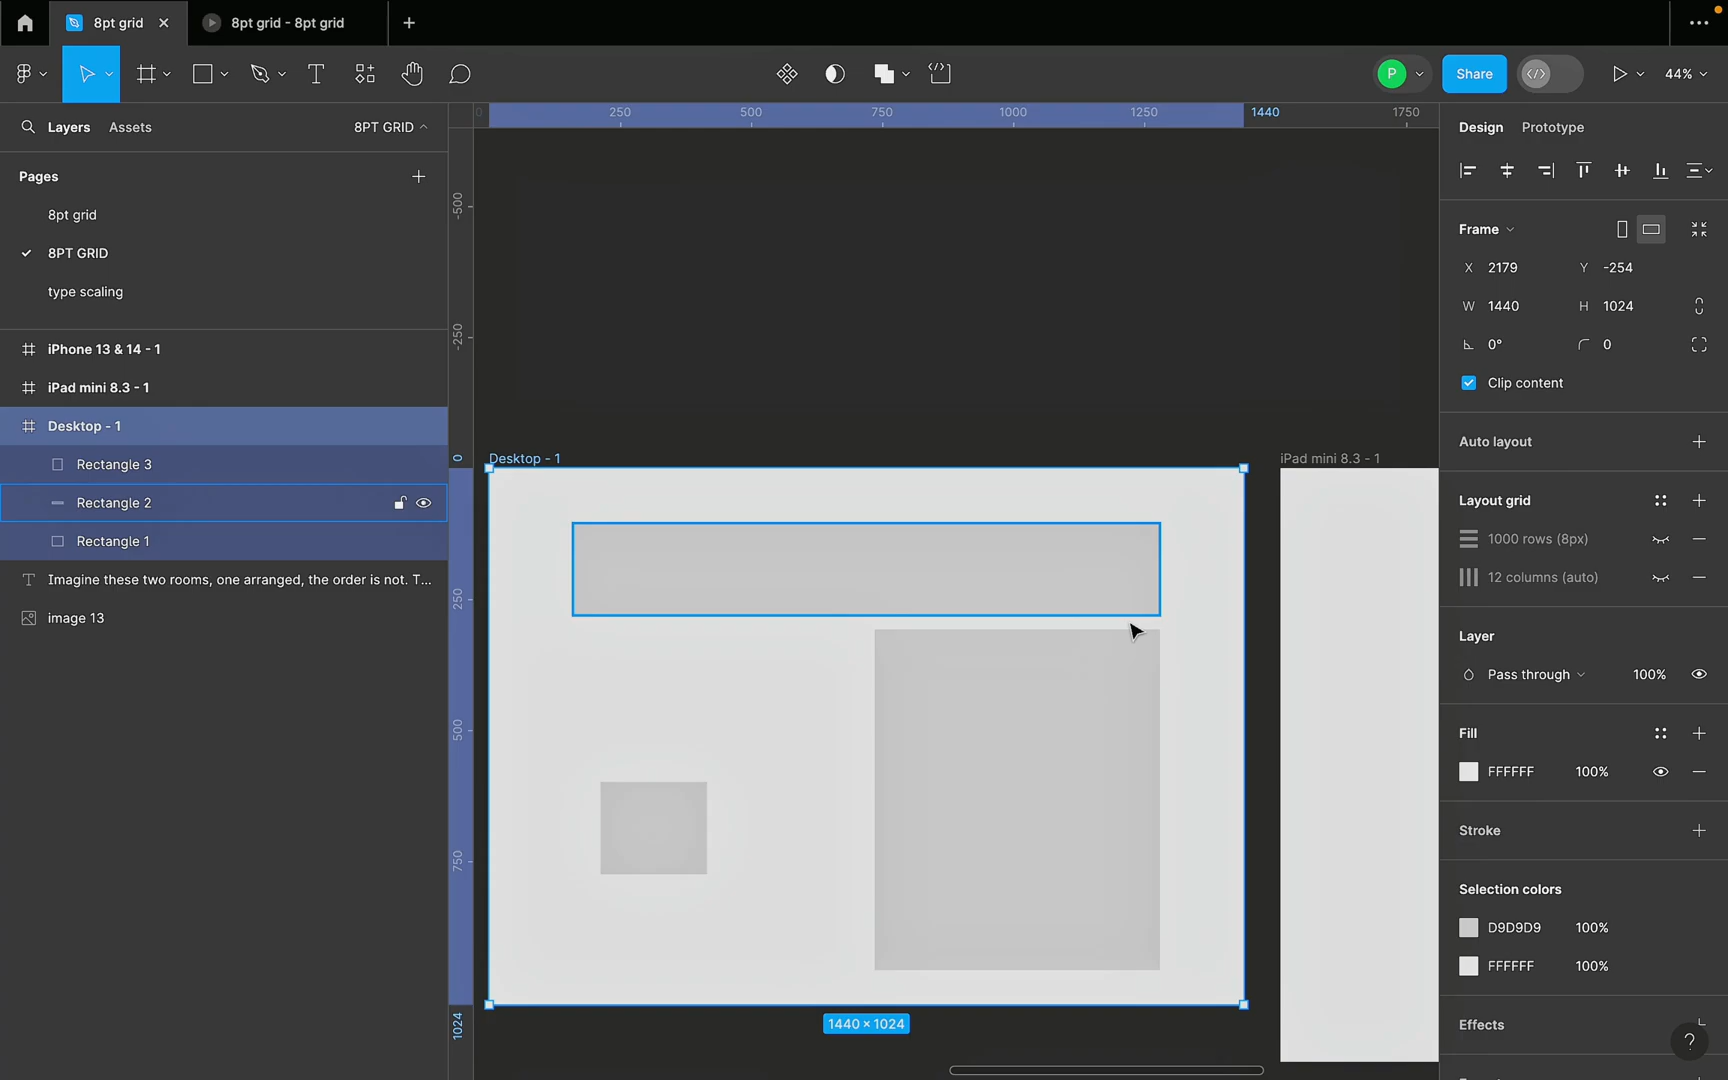 8pt grid
8pt grid - 8pt grid
P
Share
44%
Layers
Assets
8PT GRID
Pages
8pt grid
8PT GRID
type scaling
iPhone 13 & 14 - 1
iPad mini 8.3 - 1
Desktop - 1
Rectangle 3
Rectangle 2
Rectangle 1
Imagine these two rooms, one arranged, the order is not. T...
image 13
0
250
500
750
1000
1250
1440
1750
-500
-250
0
250
500
750
1024
Desktop - 1
iPad mini 8.3 - 1
1440 × 1024
Design
Prototype
Frame
X 2179
Y -254
W 1440
H 1024
0°
0
Clip content
Auto layout
Layout grid
1000 rows (8px)
12 columns (auto)
Layer
Pass through
100%
Fill
FFFFFF 100%
Stroke
Selection colors
D9D9D9 100%
FFFFFF 100%
Effects
?